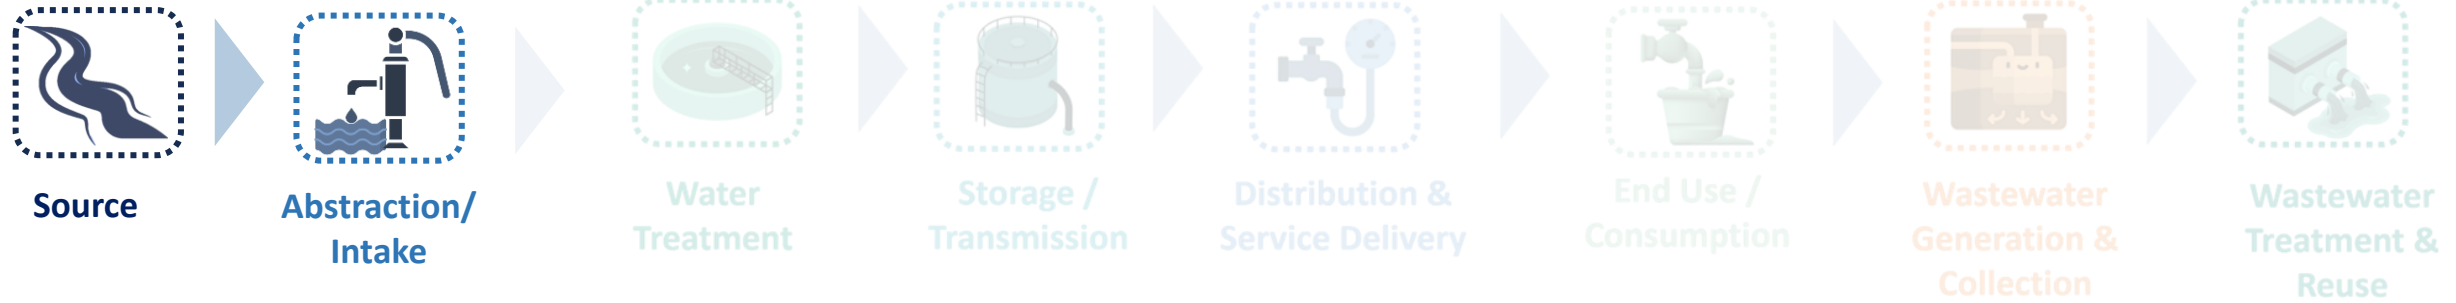 Source
Abstraction/
Intake
Water
Treatment
Storage /
Transmission
Distribution &
Service Delivery
End Use /
Consumption
Wastewater
Generation &
Collection
Wastewater
Treatment &
Reuse